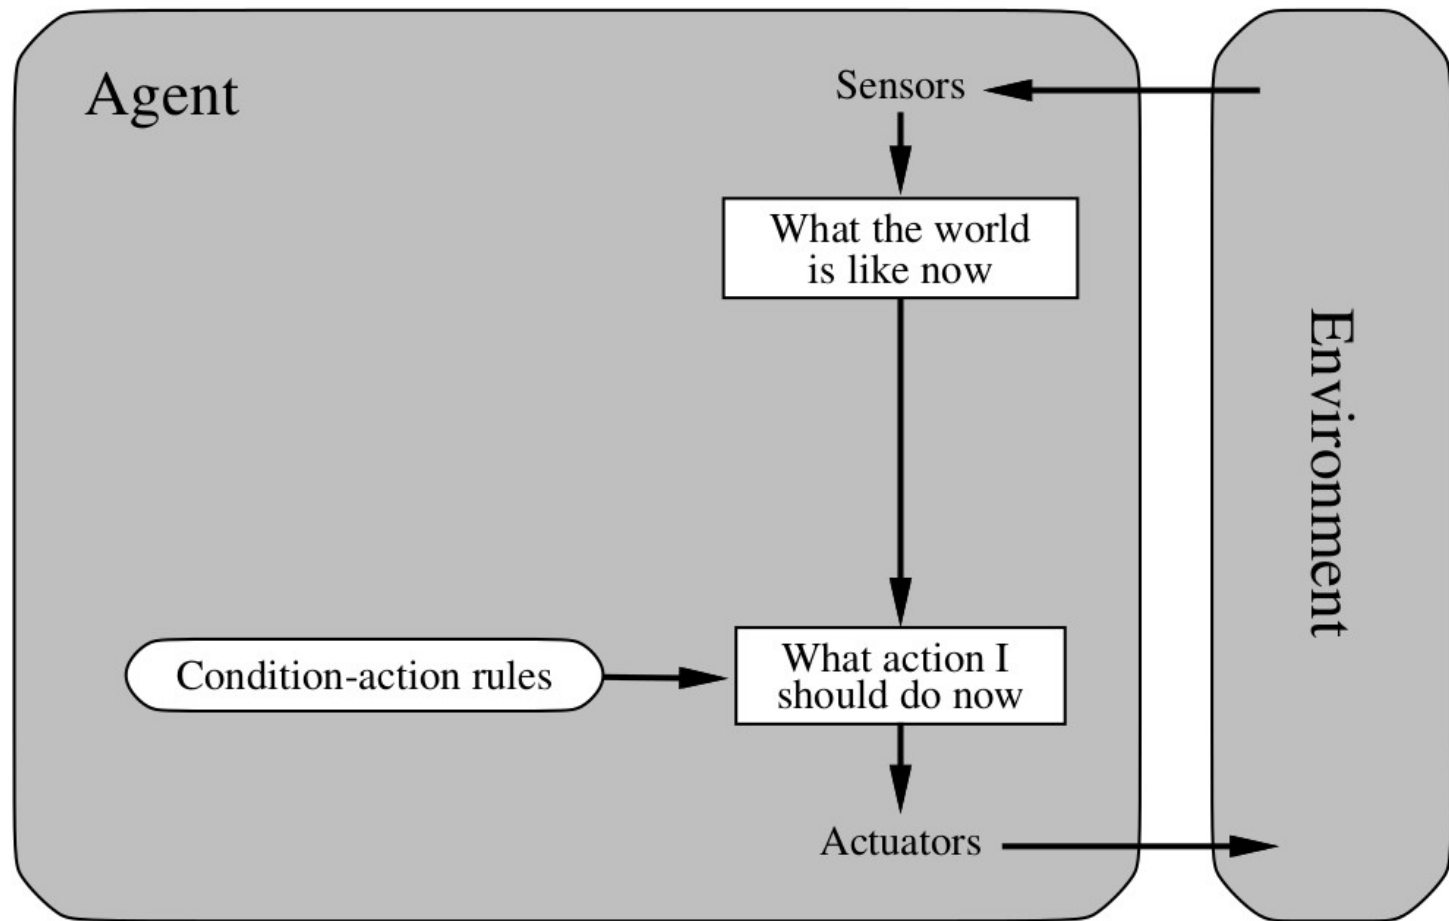 Agent
Sensors
What the world
is like now
Environment
Condition-action rules
What action I
should do now
Actuators